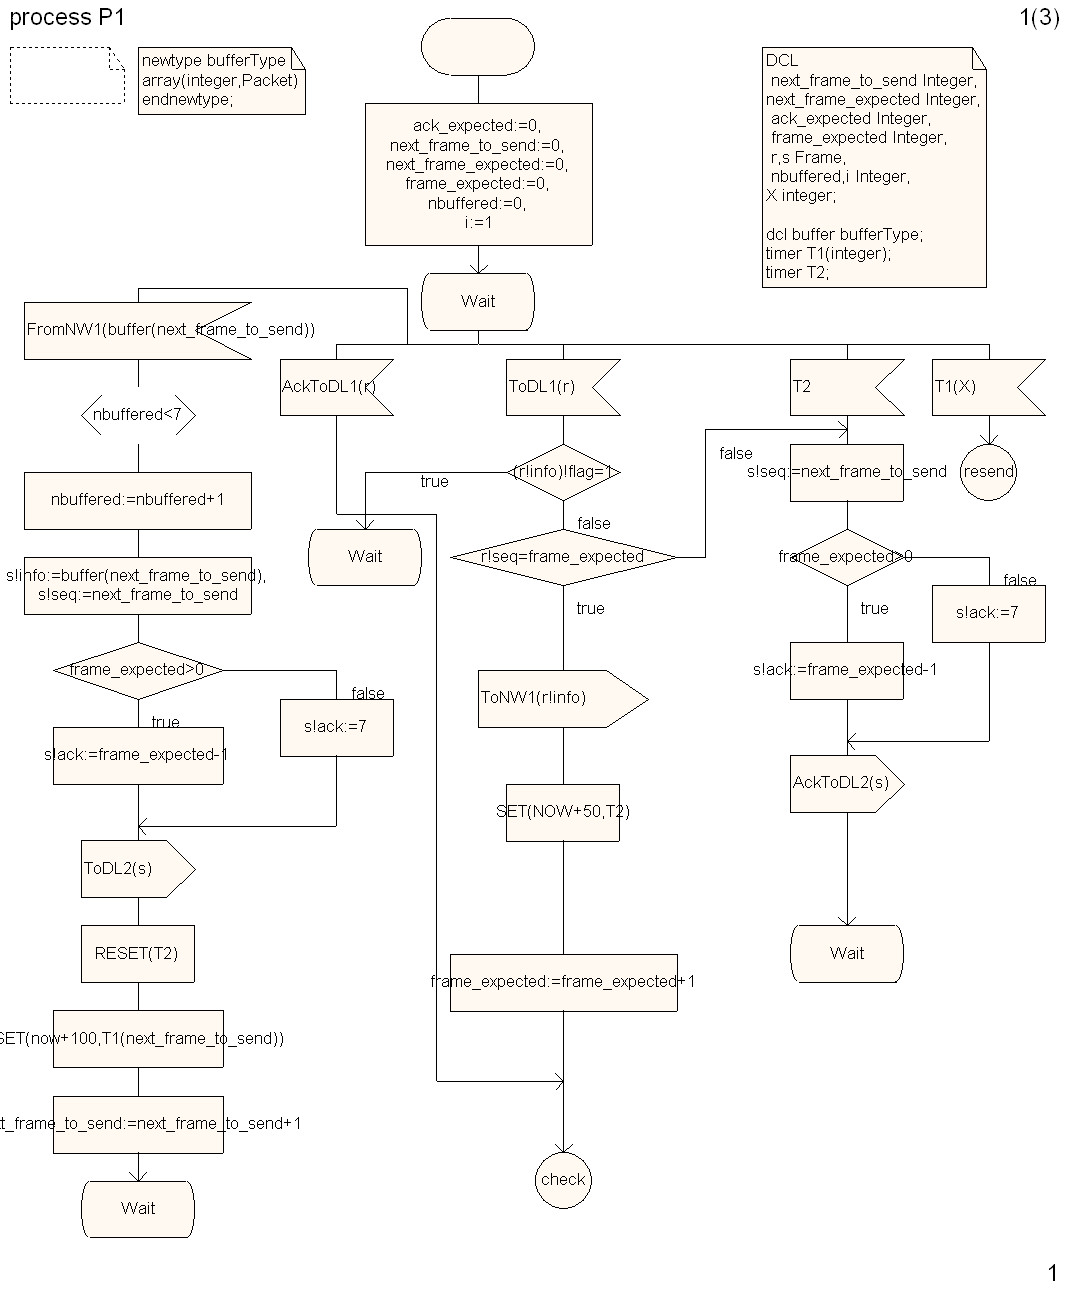 process P1
1(3)
newtype bufferType
array(integer,Packet)
endnewtype;
DCL
next_frame_to_send Integer,
next_frame_expected Integer,
ack_expected Integer,
frame_expected Integer,
r,s Frame,
nbuffered,i Integer,
X integer;
dcl buffer bufferType;
timer T1(integer);
timer T2;
ack_expected:=0,
next_frame_to_send:=0,
next_frame_expected:=0,
frame_expected:=0,
nbuffered:=0,
i:=1
Wait
FromNW1(buffer(next_frame_to_send))
nbuffered<7
nbuffered:=nbuffered+1
s!info:=buffer(next_frame_to_send),
s!seq:=next_frame_to_send
frame_expected>0
false
true
s!ack:=7
s!ack:=frame_expected-1
ToDL2(s)
RESET(T2)
SET(now+100,T1(next_frame_to_send))
xt_frame_to_send:=next_frame_to_send+1
Wait
AckToDL1(r)
ToDL1(r)
(r!info)!flag=1
true
false
Wait
r!seq=frame_expected
false
true
ToNW1(r!info)
SET(NOW+50,T2)
frame_expected:=frame_expected+1
check
T2
s!seq:=next_frame_to_send
frame_expected>0
false
true
s!ack:=7
s!ack:=frame_expected-1
AckToDL2(s)
Wait
T1(X)
resend
1